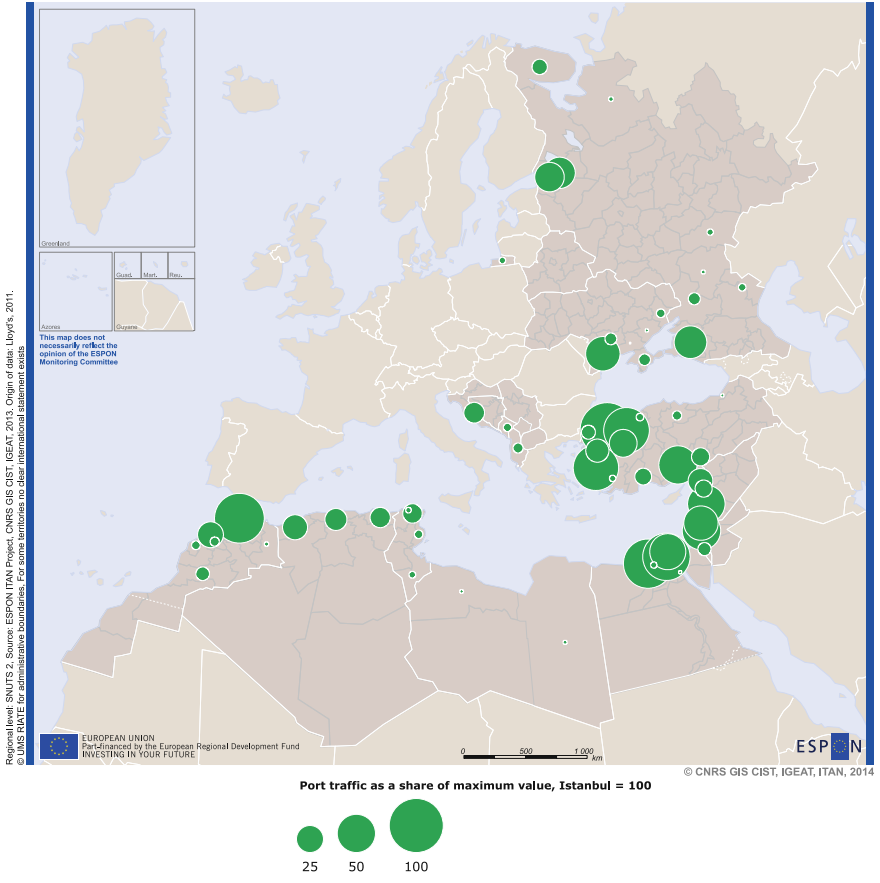 Greenland
Azores
Guad.
Mart.
Reu.
Guyane
This map does not
necessarily reflect the
opinion of the ESPON
Monitoring Committee
Regional level: SNUTS 2, Source: ESPON ITAN Project, CNRS GIS CIST, IGEAT, 2013, Origin of data: Lloyd's, 2011.
© UMS RIATE for administrative boundaries, For some territories no clear international statement exists
EUROPEAN UNION
Part-financed by the European Regional Development Fund
INVESTING IN YOUR FUTURE
0 500 1 000
km
ESPON
© CNRS GIS CIST, IGEAT, ITAN, 2014
Port traffic as a share of maximum value, Istanbul = 100
25 50 100